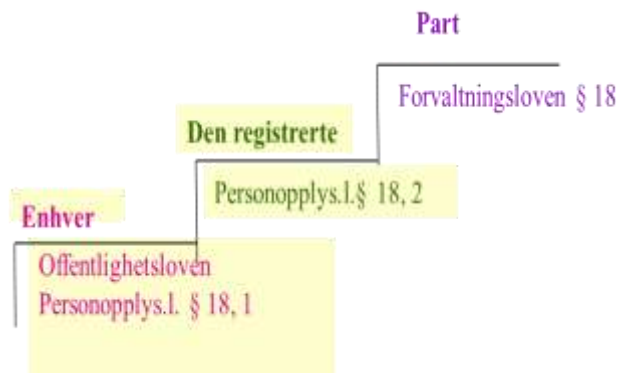 Part
Forvaltningsloven § 18
Den registrerte
Personopplys.l.§ 18, 2
Enhver
Offentlighetsloven
Personopplys.l. § 18, 1